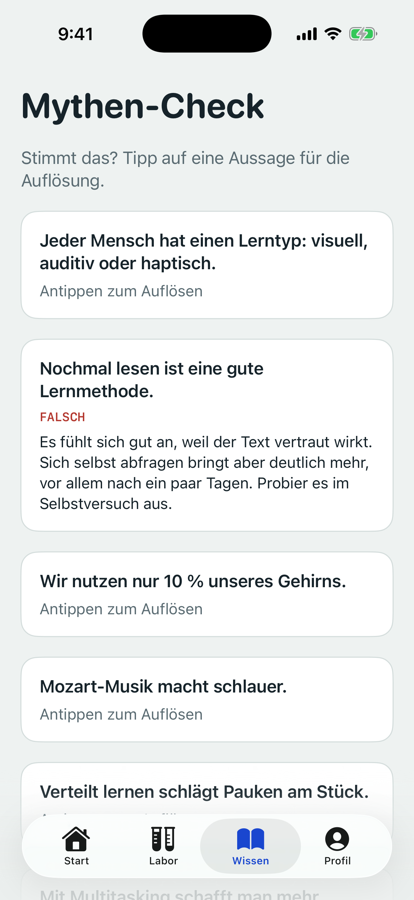 9:41
Mythen-Check
Stimmt das? Tipp auf eine Aussage für die
Auflösung.
Jeder Mensch hat einen Lerntyp: visuell,
auditiv oder haptisch.
Antippen zum Auflösen
Nochmal lesen ist eine gute
Lernmethode.
FALSCH
Es fühlt sich gut an, weil der Text vertraut wirkt.
Sich selbst abfragen bringt aber deutlich mehr,
vor allem nach ein paar Tagen. Probier es im
Selbstversuch aus.
Wir nutzen nur 10 % unseres Gehirns.
Antippen zum Auflösen
Mozart-Musik macht schlauer.
Antippen zum Auflösen
Verteilt lernen schlägt Pauken am Stück.
Start
Labor
Wissen
Profil
Mit Multitasking schafft man mehr